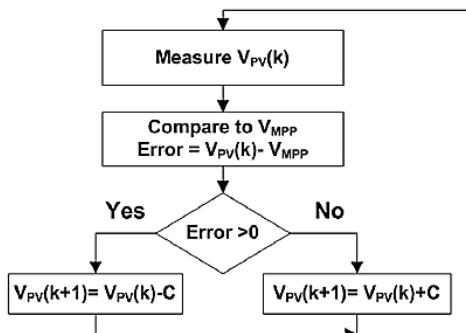 Measure V_PV(k)
Compare to V_MPP
Error = V_PV(k)- V_MPP
Yes
No
Error >0
V_PV(k+1)= V_PV(k)-C
V_PV(k+1)= V_PV(k)+C